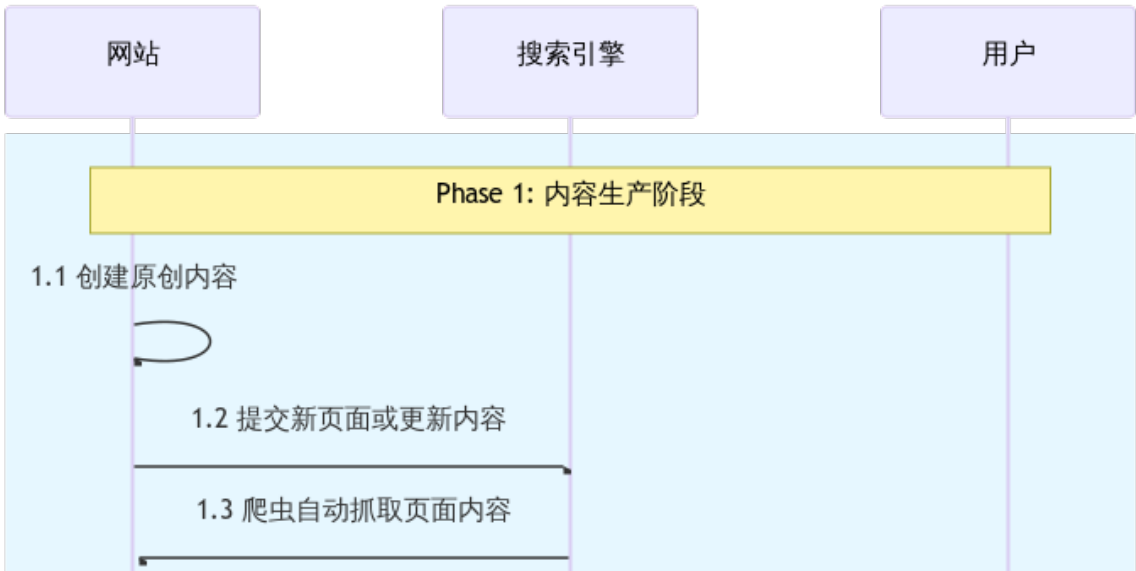 网站
搜索引擎
用户
Phase 1: 内容生产阶段
1.1 创建原创内容
1.2 提交新页面或更新内容
1.3 爬虫自动抓取页面内容